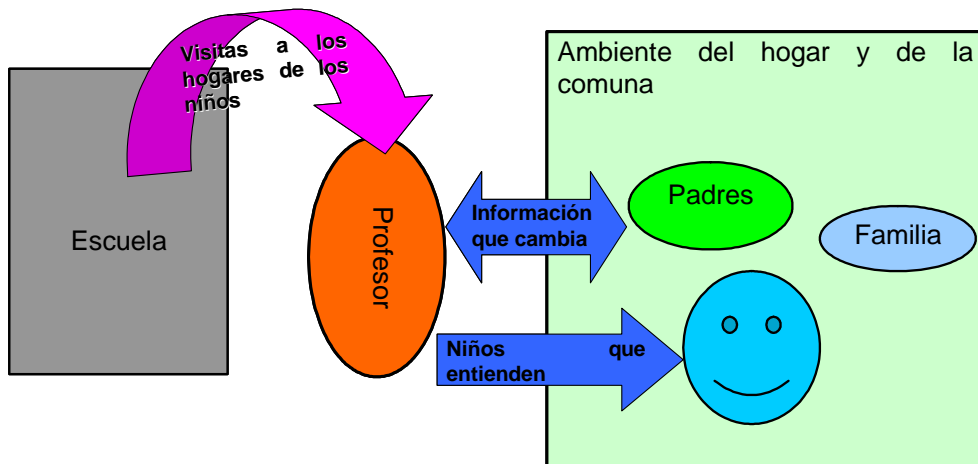 Visitas a los
hogares de los
niños
Escuela
Profesor
Información
que cambia
Niños que
entienden
Ambiente del hogar y de la
comuna
Padres
Familia